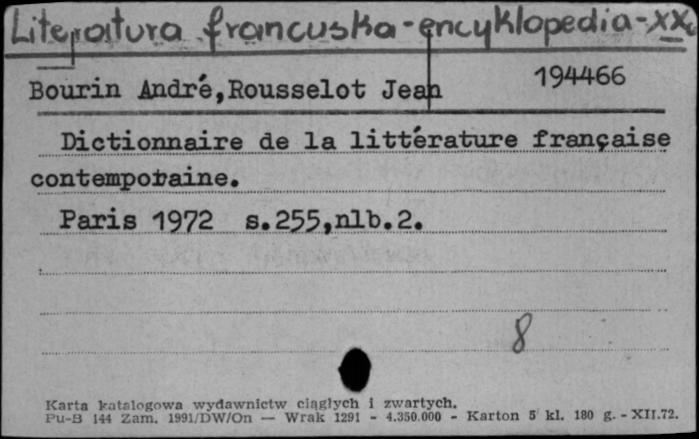 Literatura francuska-encyklopedia-XX
194466
Bourin André,Rousselot Jean
Dictionnaire de la littérature française
contemporaine.
Paris 1972 s.255,nlb.2.
8
Karta katalogowa wydawnictw ciągłych i zwartych.
Pu-B 144 Zam. 1991/DW/On — Wrak 1291 - 4.350.000 - Karton 5 kl. 180 g. - XII.72.